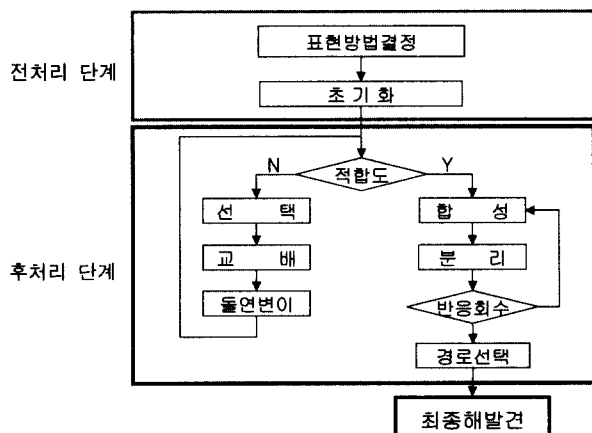 표현방법결정
전처리 단계
초 기 화
N
적합도
Y
선 택
합 성
교 배
분 리
후처리 단계
돌연변이
반응회수
경로선택
최종해발견